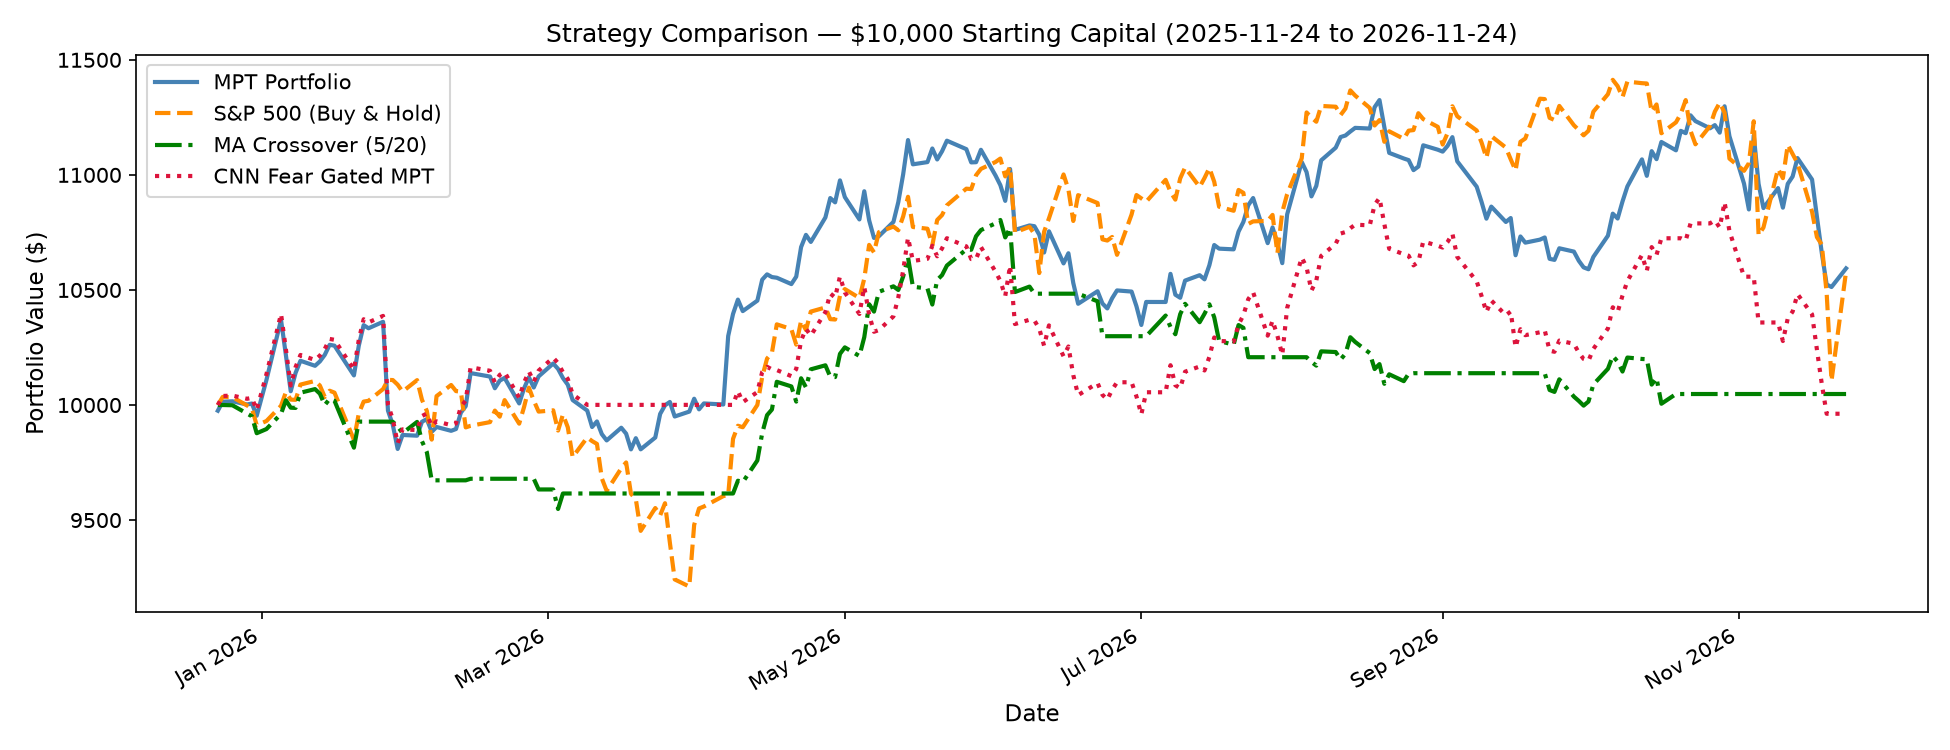 Strategy Comparison — $10,000 Starting Capital (2025-11-24 to 2026-11-24)
MPT Portfolio
S&P 500 (Buy & Hold)
MA Crossover (5/20)
CNN Fear Gated MPT
Portfolio Value ($)
11500
11000
10500
10000
9500
Jan 2026
Mar 2026
May 2026
Jul 2026
Sep 2026
Nov 2026
Date